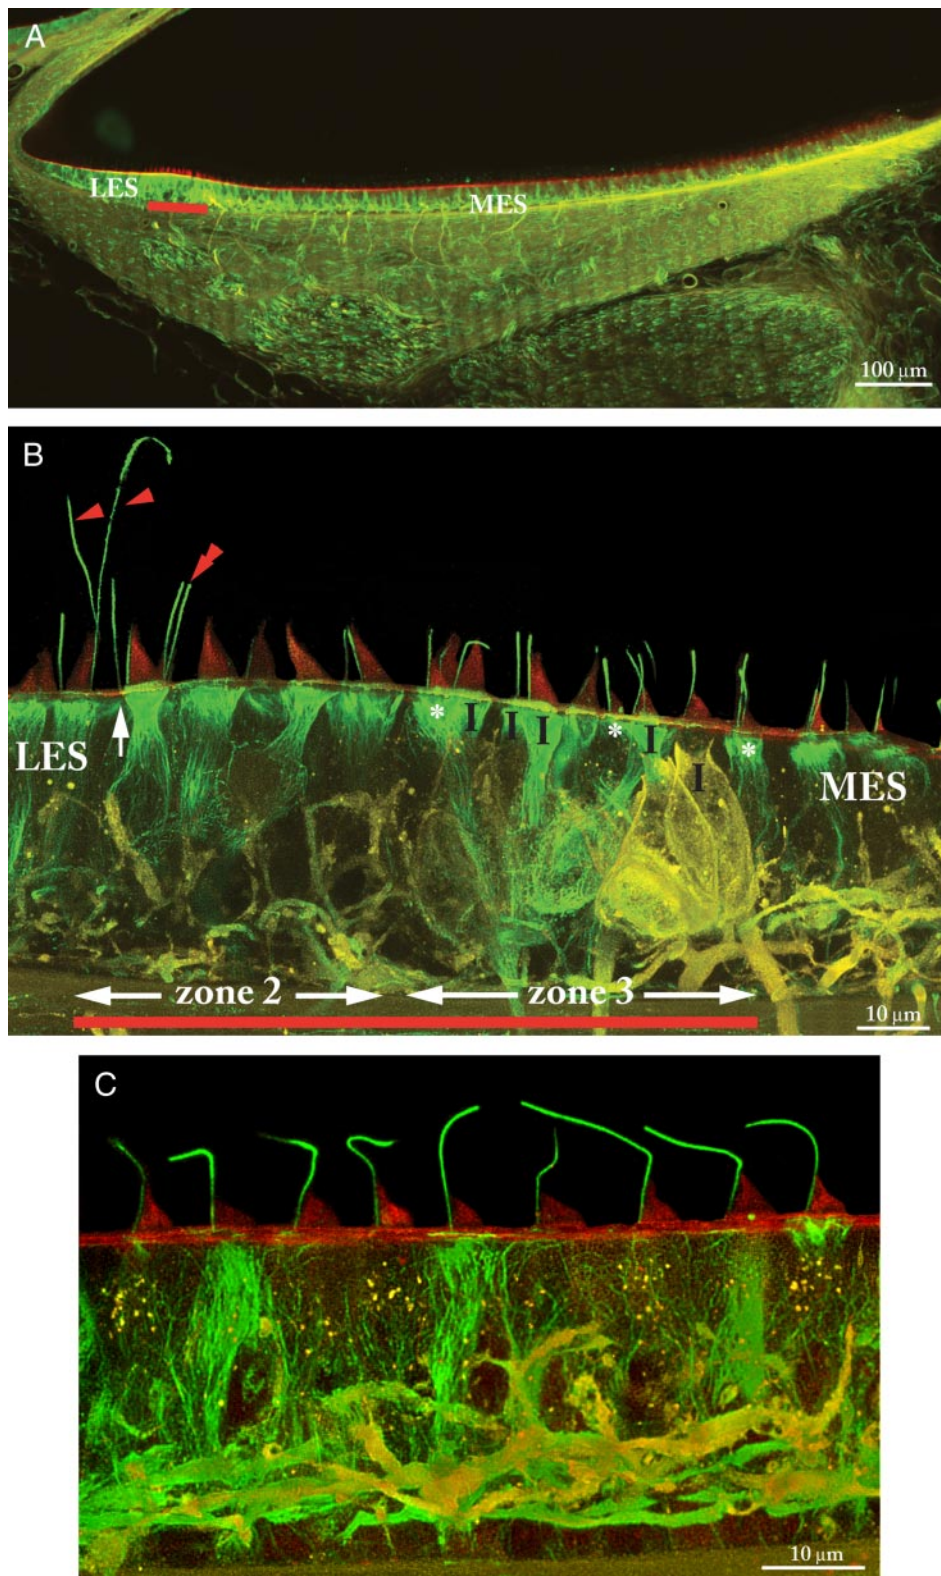 A
LES
MES
100 µm
B
* I I I * I I *
LES
MES
zone 2
zone 3
10 µm
C
10 µm